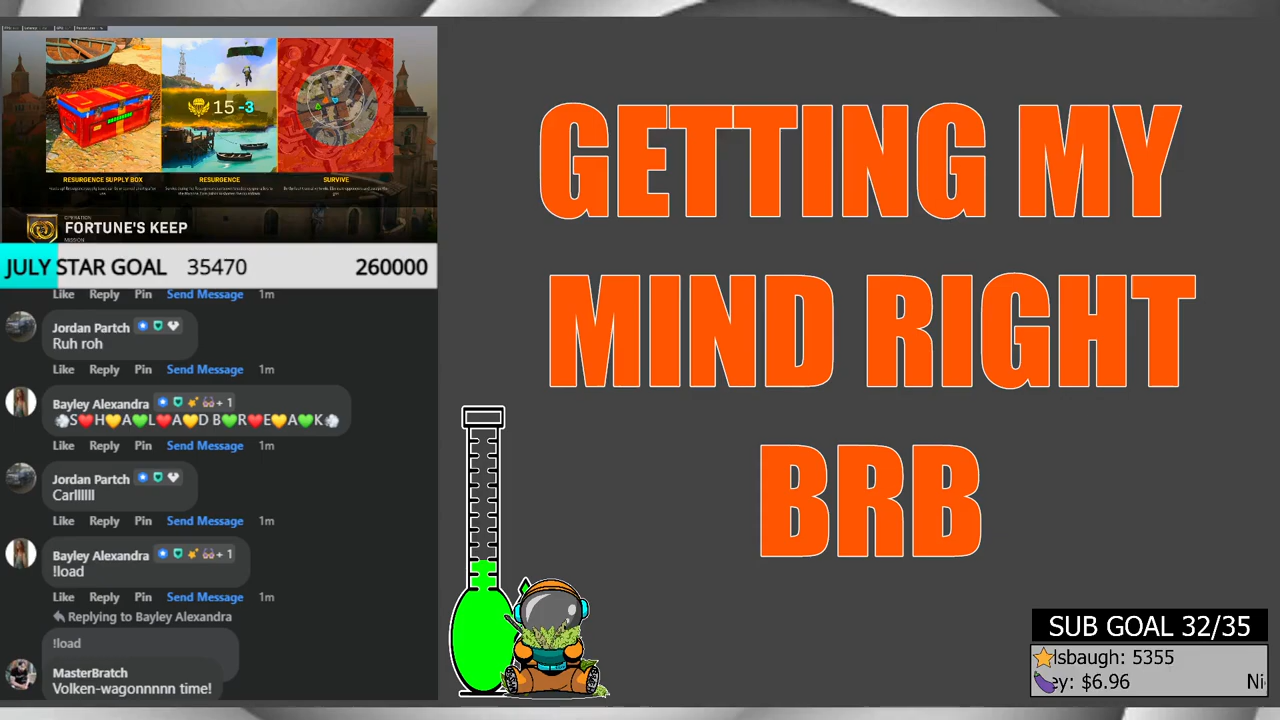 RESURGENCE SUPPLY BOX
15 -3
RESURGENCE
SURVIVE
OPERATION
FORTUNE'S KEEP
MISSION
JULY STAR GOAL 35470 260000
Like Reply Pin Send Message 1m
Jordan Partch
Ruh roh
Like Reply Pin Send Message 1m
Bayley Alexandra + 1
💨S❤️H💛A💚L❤️A💛D B💚R❤️E💛A💚K💨
Like Reply Pin Send Message 1m
Jordan Partch
Carllllll
Like Reply Pin Send Message 1m
Bayley Alexandra + 1
!load
Like Reply Pin Send Message 1m
Replying to Bayley Alexandra
!load
MasterBratch
Volken-wagonnnnn time!
GETTING MY
MIND RIGHT
BRB
SUB GOAL 32/35
lsbaugh: 5355
ey: $6.96 Ni